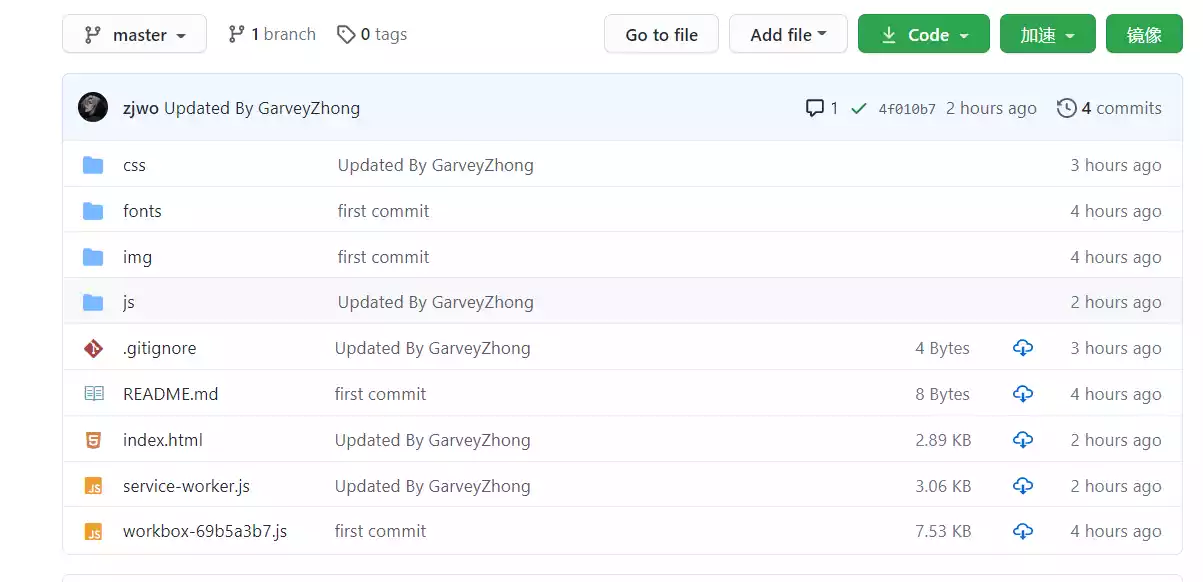 master 1 branch 0 tags Go to file Add file Code 加速 镜像
zjwo Updated By GarveyZhong 1 4f010b7 2 hours ago 4 commits
css Updated By GarveyZhong 3 hours ago
fonts first commit 4 hours ago
img first commit 4 hours ago
js Updated By GarveyZhong 2 hours ago
.gitignore Updated By GarveyZhong 4 Bytes 3 hours ago
README.md first commit 8 Bytes 4 hours ago
index.html Updated By GarveyZhong 2.89 KB 2 hours ago
service-worker.js Updated By GarveyZhong 3.06 KB 2 hours ago
workbox-69b5a3b7.js first commit 7.53 KB 4 hours ago